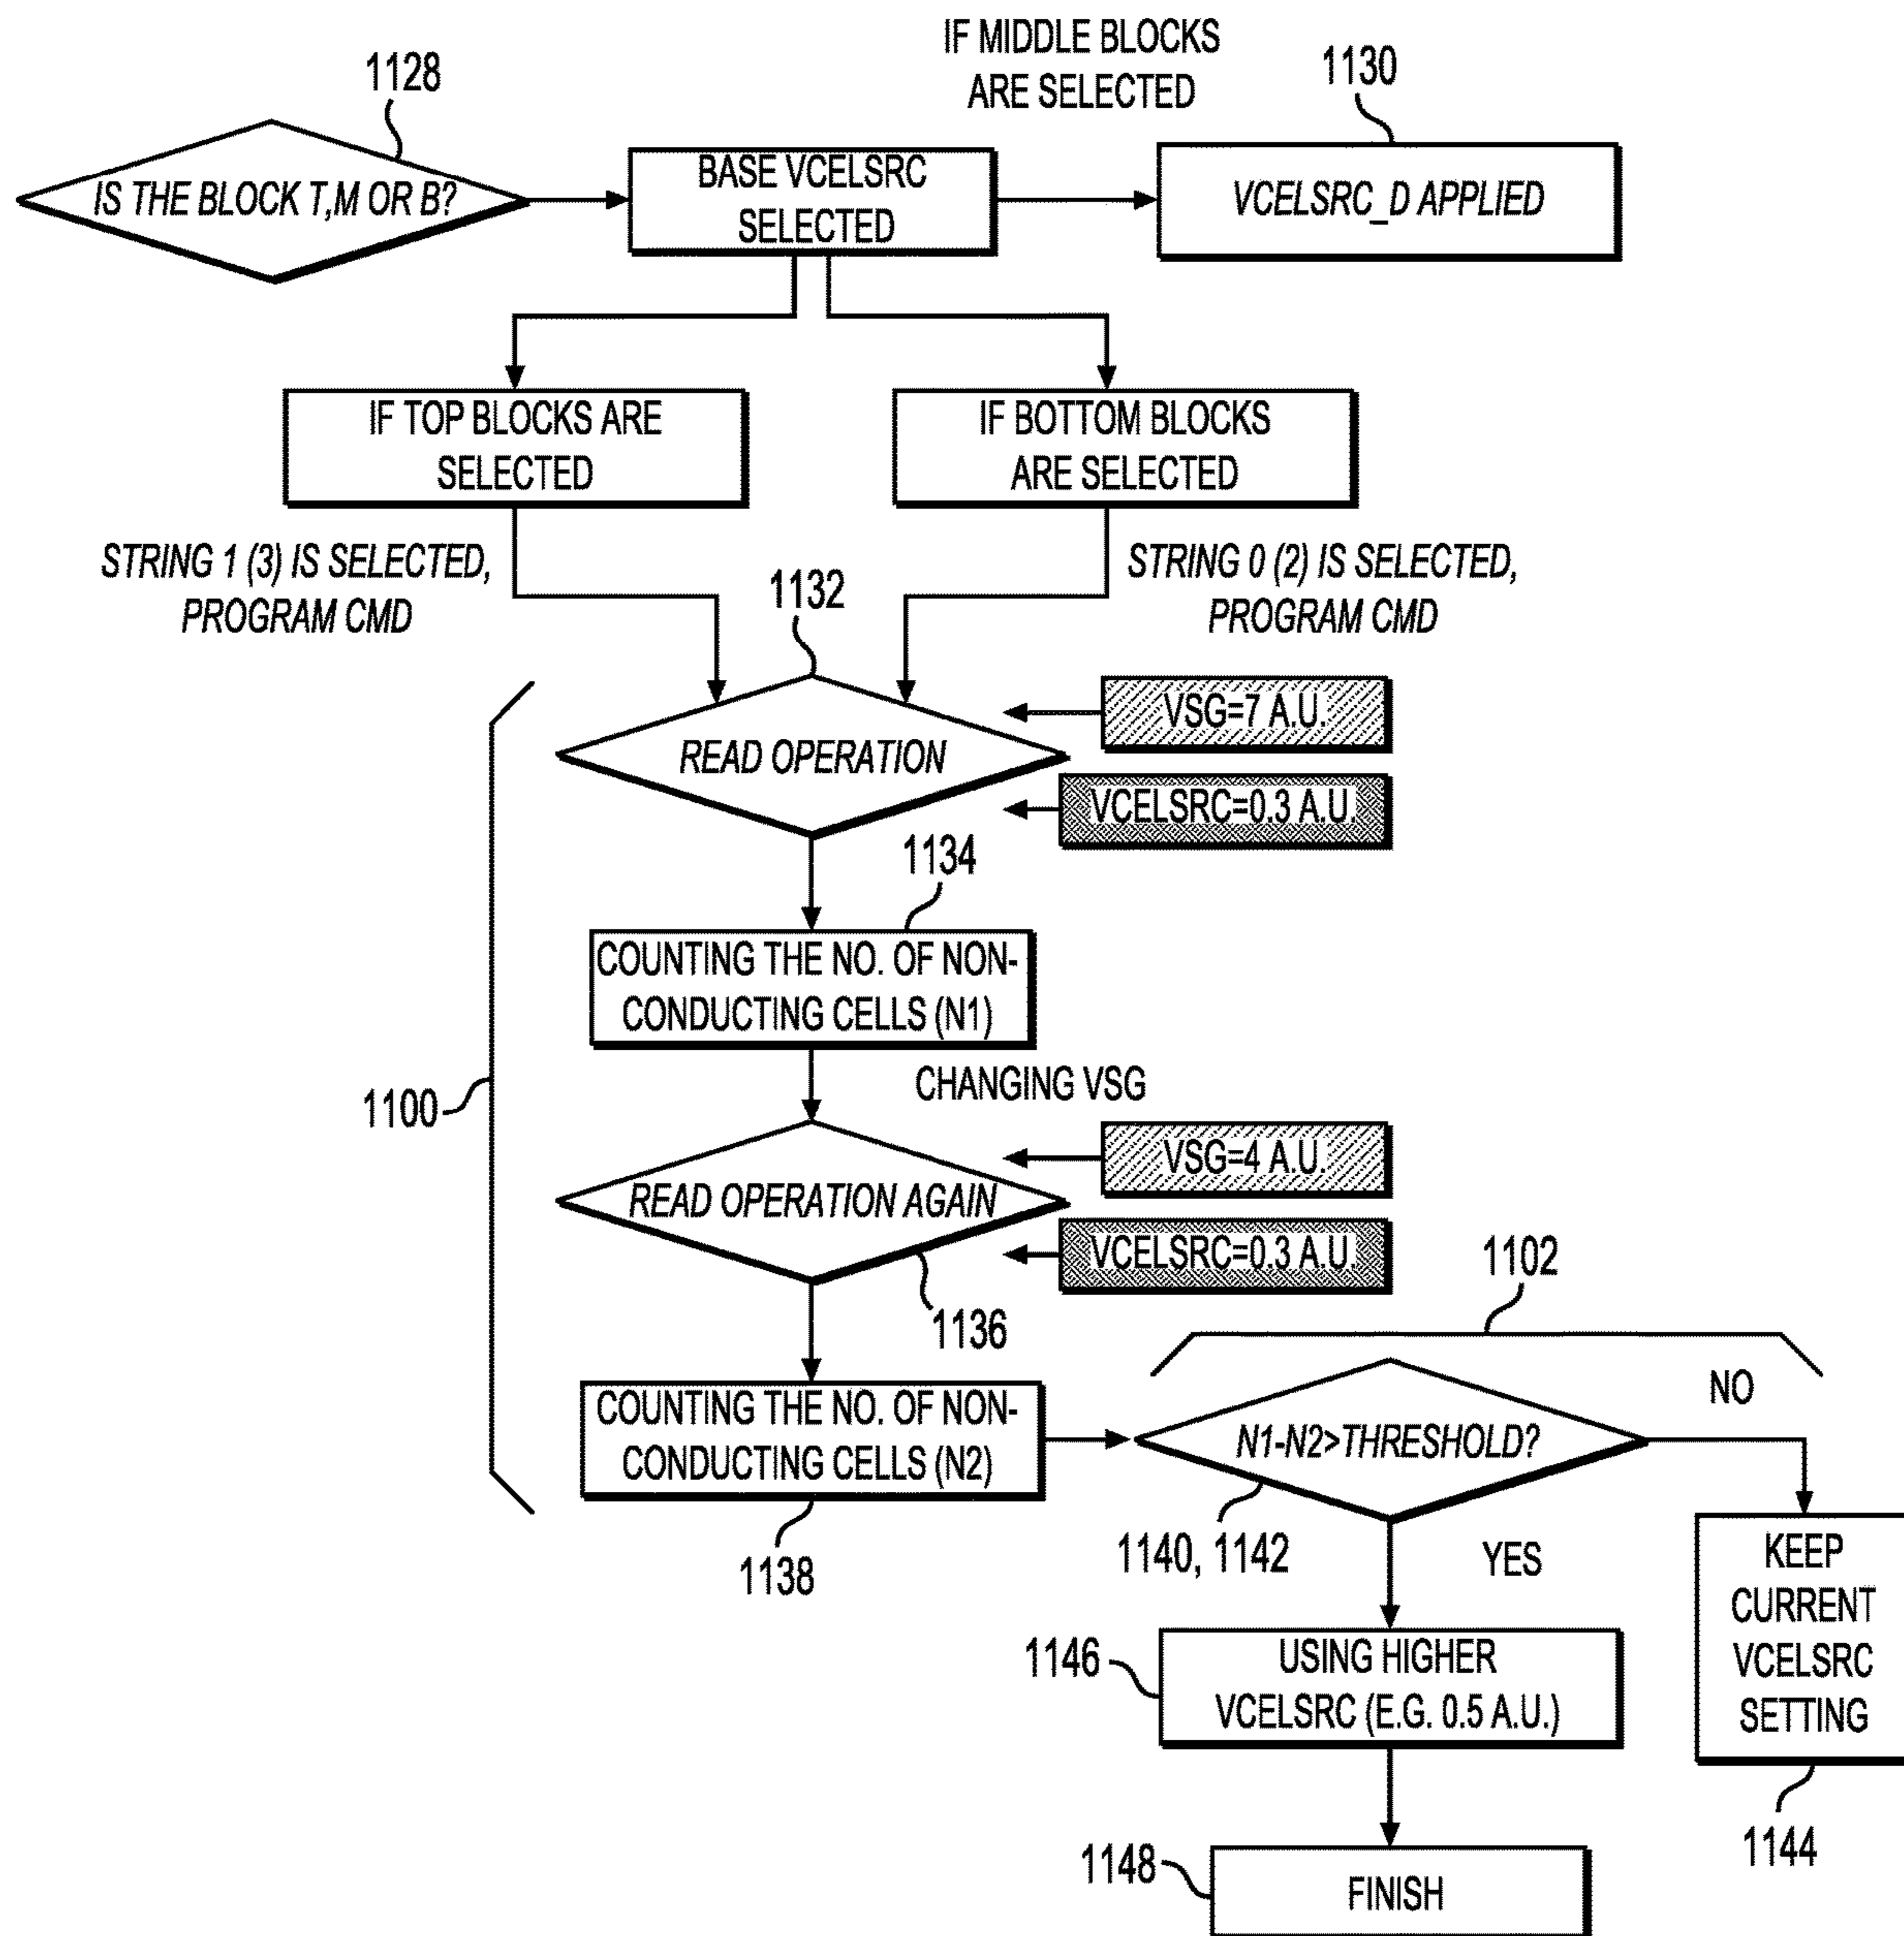 IF MIDDLE BLOCKS
ARE SELECTED
1128
1130
IS THE BLOCK T,M OR B?
BASE VCELSRC
SELECTED
VCELSRC_D APPLIED
IF TOP BLOCKS ARE
SELECTED
IF BOTTOM BLOCKS
ARE SELECTED
STRING 1 (3) IS SELECTED,
PROGRAM CMD
STRING 0 (2) IS SELECTED,
PROGRAM CMD
1132
READ OPERATION
VSG=7 A.U.
VCELSRC=0.3 A.U.
1134
COUNTING THE NO. OF NON-
CONDUCTING CELLS (N1)
1100
CHANGING VSG
READ OPERATION AGAIN
VSG=4 A.U.
VCELSRC=0.3 A.U.
1136
1102
COUNTING THE NO. OF NON-
CONDUCTING CELLS (N2)
1138
N1-N2>THRESHOLD?
NO
1140, 1142
YES
KEEP
CURRENT
VCELSRC
SETTING
1144
1146
USING HIGHER
VCELSRC (E.G. 0.5 A.U.)
1148
FINISH